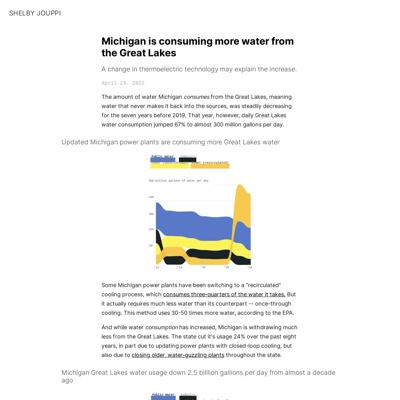 SHELBY JOUPPI
Michigan is consuming more water from
the Great Lakes
A change in thermoelectric technology may explain the increase.
April 25, 2022
The amount of water Michigan consumes from the Great Lakes, meaning
water that never makes it back into the sources, was steadily decreasing
for the seven years before 2019. That year, however, daily Great Lakes
water consumption jumped 67% to almost 300 million gallons per day.
Updated Michigan power plants are consuming more Great Lakes water
Public water
million gallons of water per day
Some Michigan power plants have been switching to a "recirculated"
cooling process, which consumes three-quarters of the water it takes. But
it actually requires much less water than its counterpart -- once-through
cooling. This method uses 30-50 times more water, according to the EPA.
And while water consumption has increased, Michigan is withdrawing much
less from the Great Lakes. The state cut it's usage 24% over the past eight
years, in part due to updating power plants with closed-loop cooling, but
also due to closing older, water-guzzling plants throughout the state.
Michigan Great Lakes water usage down 2.5 billion gallons per day from almost a decade
ago